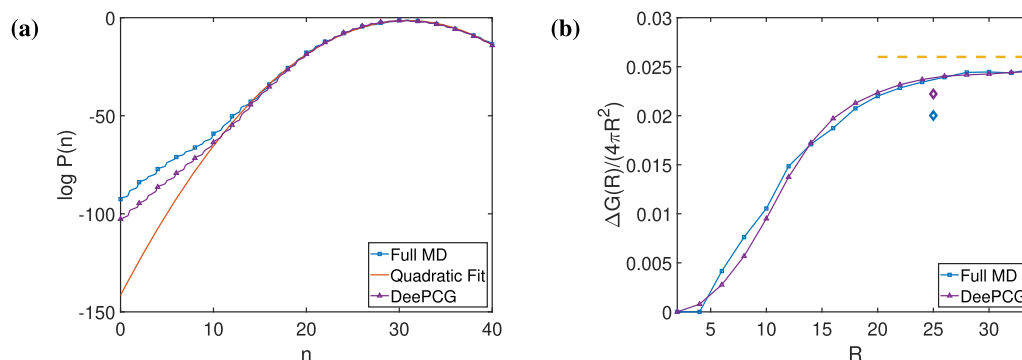 (a)
0
-50
-100
-150
log P(n)
0 10 20 30 40
n
Full MD
Quadratic Fit
DeePCG
(b)
0.03
0.025
0.02
0.015
0.01
0.005
0
ΔG(R)/(4πR²)
5 10 15 20 25 30
R
Full MD
DeePCG